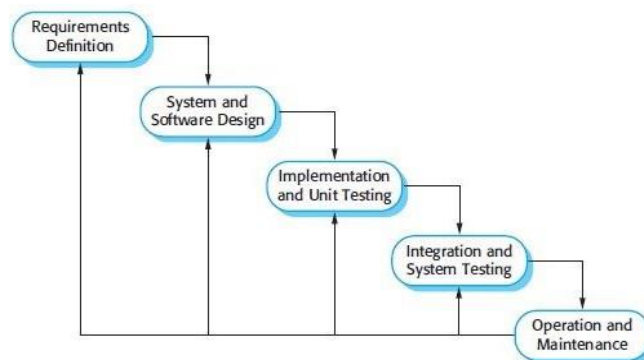 Requirements
Definition
System and
Software Design
Implementation
and Unit Testing
Integration and
System Testing
Operation and
Maintenance